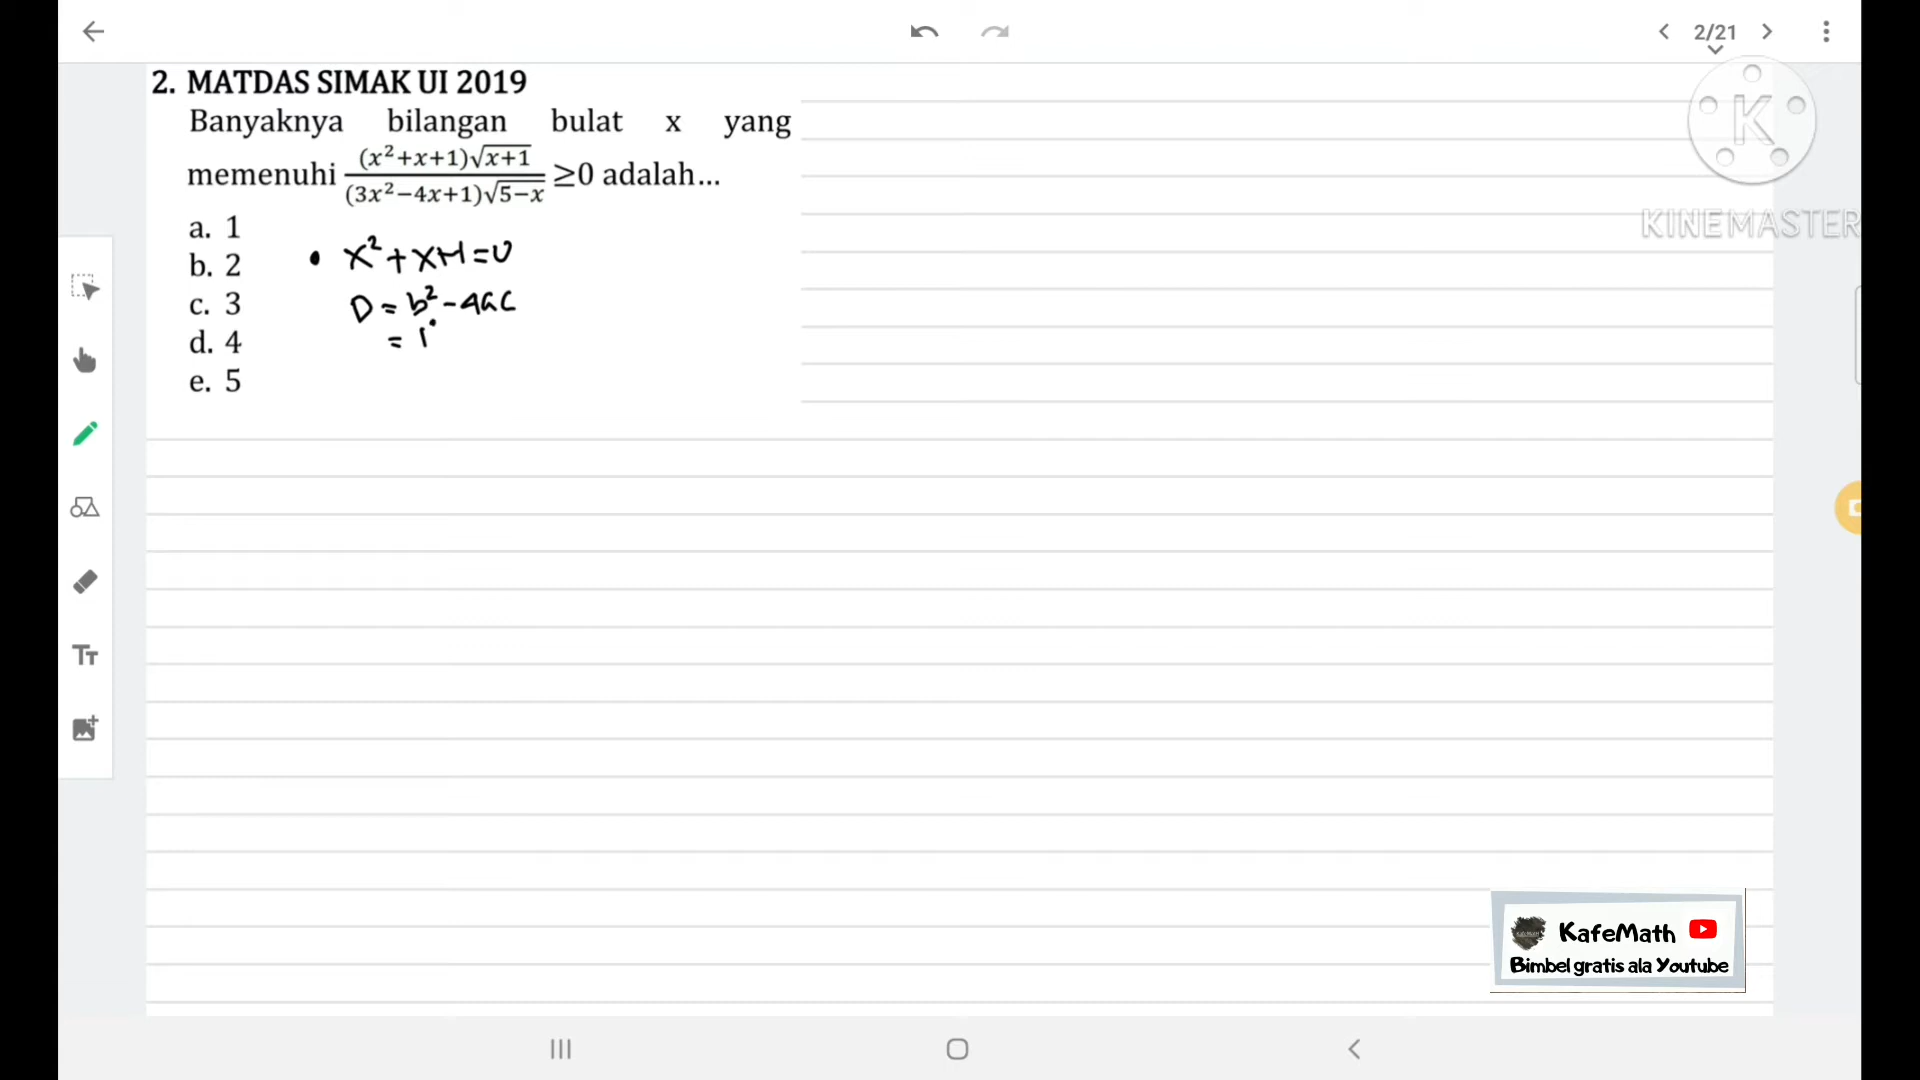 2/21
2. MATDAS SIMAK UI 2019
Banyaknya bilangan bulat x yang
memenuhi (x²+x+1)√x+1 / (3x²−4x+1)√5−x ≥0 adalah...
a. 1
b. 2
c. 3
d. 4
e. 5
• x²+x+1=0
D = b²-4ac
= 1
K
KINEMASTER
Tт
KafeMath
Bimbel gratis ala Youtube